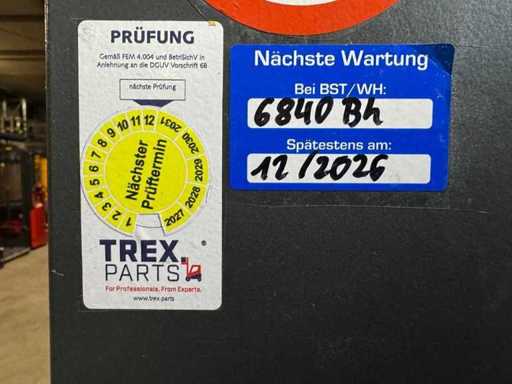 PRÜFUNG
Gemäß FEM 4.004 und BetrSichV in
Anlehnung an die DGUV Vorschrift 68
nächste Prüfung
1 2 3 4 5 6 7 8 9 10 11 12
2031 2030 2029 2028 2027
Nächster
Prüftermin
TREX.
PARTS
®
For Professionals. From Experts.
www.trex.parts
Nächste Wartung
Bei BST/WH:
6840 Bh
Spätestens am:
12/2026